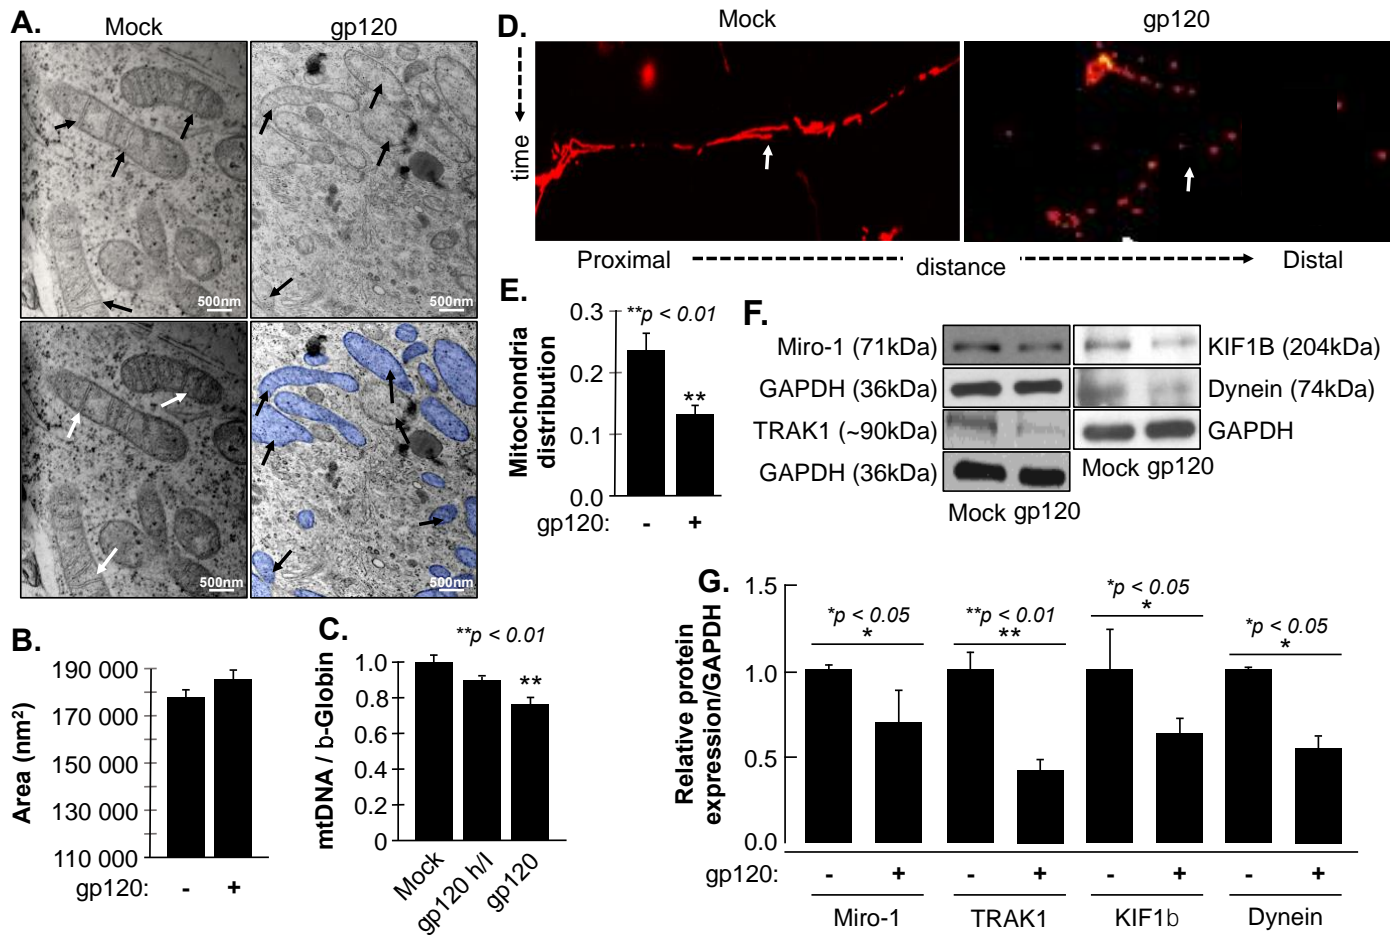 A.
Mock
gp120
500nm
500nm
500nm
500nm
B.
Area (nm²)
190 000
170 000
150 000
130 000
110 000
gp120:
-
+
C.
**p < 0.01
mtDNA / b-Globin
1.0
0.8
0.6
0.4
0.2
0
**
Mock
gp120 h/I
gp120
D.
Mock
gp120
time
Proximal
distance
Distal
E.
Mitochondria
distribution
0.3
0.2
0.1
0.0
**p < 0.01
**
gp120:
-
+
F.
Miro-1 (71kDa)
GAPDH (36kDa)
TRAK1 (~90kDa)
GAPDH (36kDa)
Mock gp120
KIF1B (204kDa)
Dynein (74kDa)
GAPDH
Mock gp120
G.
Relative protein
expression/GAPDH
1.5
1.0
0.5
0.0
*p < 0.05
*
**p < 0.01
**
*p < 0.05
*
*p < 0.05
*
gp120:
- + - + - + - +
Miro-1 TRAK1 KIF1b Dynein